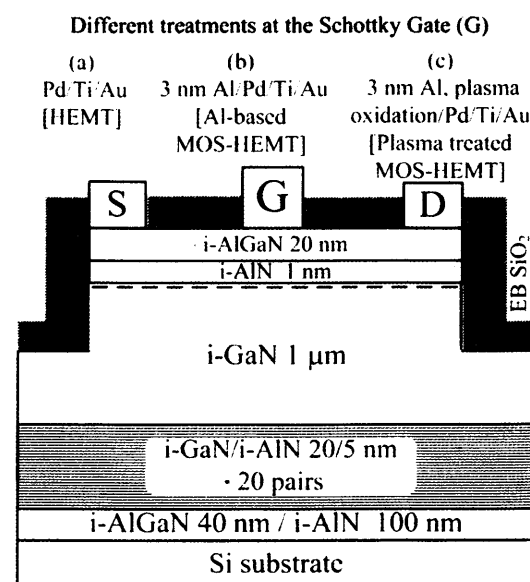 Different treatments at the Schottky Gate (G)
(a)
Pd/Ti/Au
[HEMT]
(b)
3 nm Al/Pd/Ti/Au
[Al-based
MOS-HEMT]
(c)
3 nm Al, plasma
oxidation/Pd/Ti/Au
[Plasma treated
MOS-HEMT]
S
G
D
i-AlGaN 20 nm
i-AlN 1 nm
EB SiO2
i-GaN 1 μm
i-GaN/i-AlN 20/5 nm
· 20 pairs
i-AlGaN 40 nm / i-AlN 100 nm
Si substrate